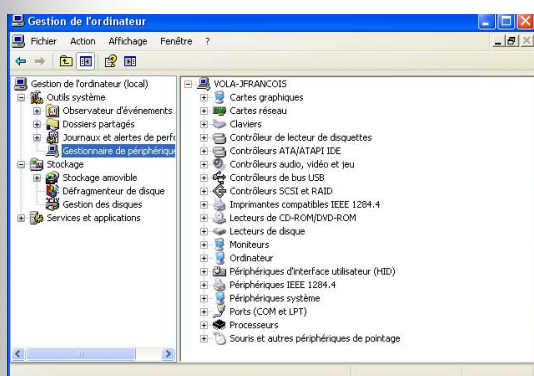 Gestion de l'ordinateur
Fichier Action Affichage Fenêtre ?
Gestion de l'ordinateur (local)
Outils système
Observateur d'événements
Dossiers partagés
Journaux et alertes de perfo
Gestionnaire de périphérique
Stockage
Stockage amovible
Défragmenteur de disque
Gestion des disques
Services et applications
VOLA-JFRANCOIS
Cartes graphiques
Cartes réseau
Claviers
Contrôleur de lecteur de disquettes
Contrôleurs ATA/ATAPI IDE
Contrôleurs audio, vidéo et jeu
Contrôleurs de bus USB
Contrôleurs SCSI et RAID
Imprimantes compatibles IEEE 1284.4
Lecteurs de CD-ROM/DVD-ROM
Lecteurs de disque
Moniteurs
Ordinateur
Périphériques d'interface utilisateur (HID)
Périphériques IEEE 1284.4
Périphériques système
Ports (COM et LPT)
Processeurs
Souris et autres périphériques de pointage